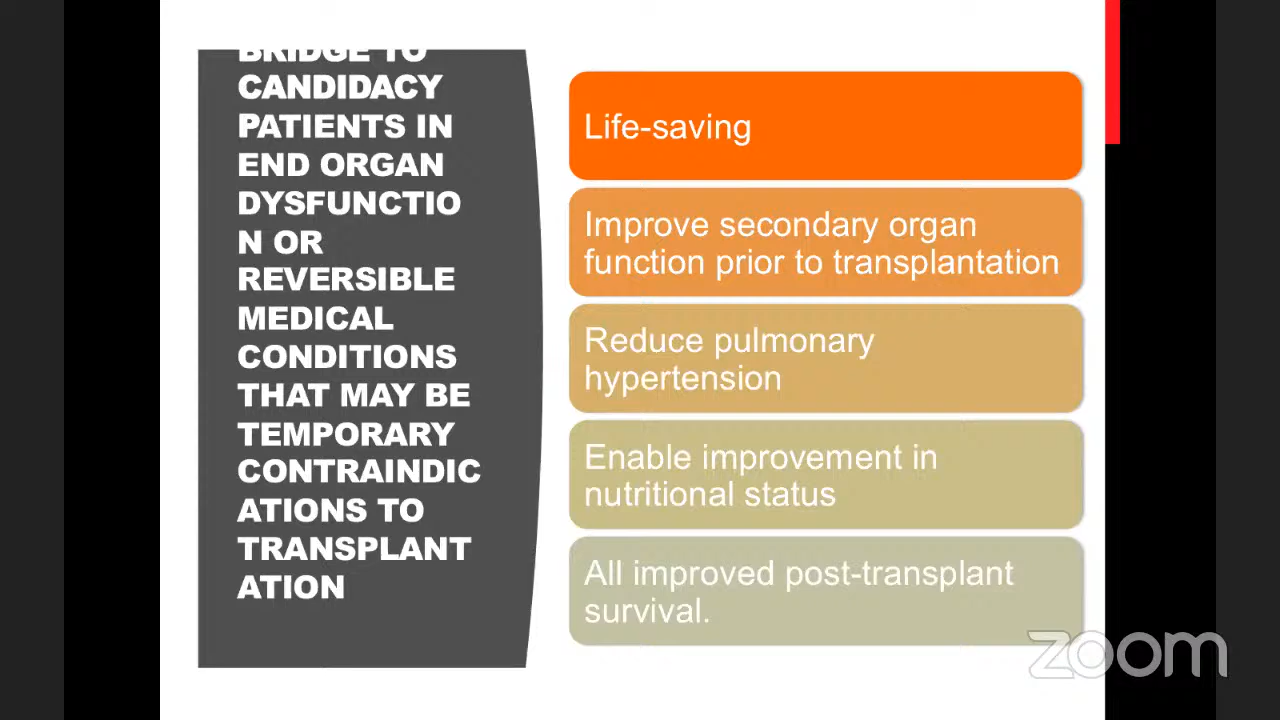 BRIDGE TO
CANDIDACY
PATIENTS IN
END ORGAN
DYSFUNCTIO
N OR
REVERSIBLE
MEDICAL
CONDITIONS
THAT MAY BE
TEMPORARY
CONTRAINDIC
ATIONS TO
TRANSPLANT
ATION
Life-saving
Improve secondary organ
function prior to transplantation
Reduce pulmonary
hypertension
Enable improvement in
nutritional status
All improved post-transplant
survival.
zoom